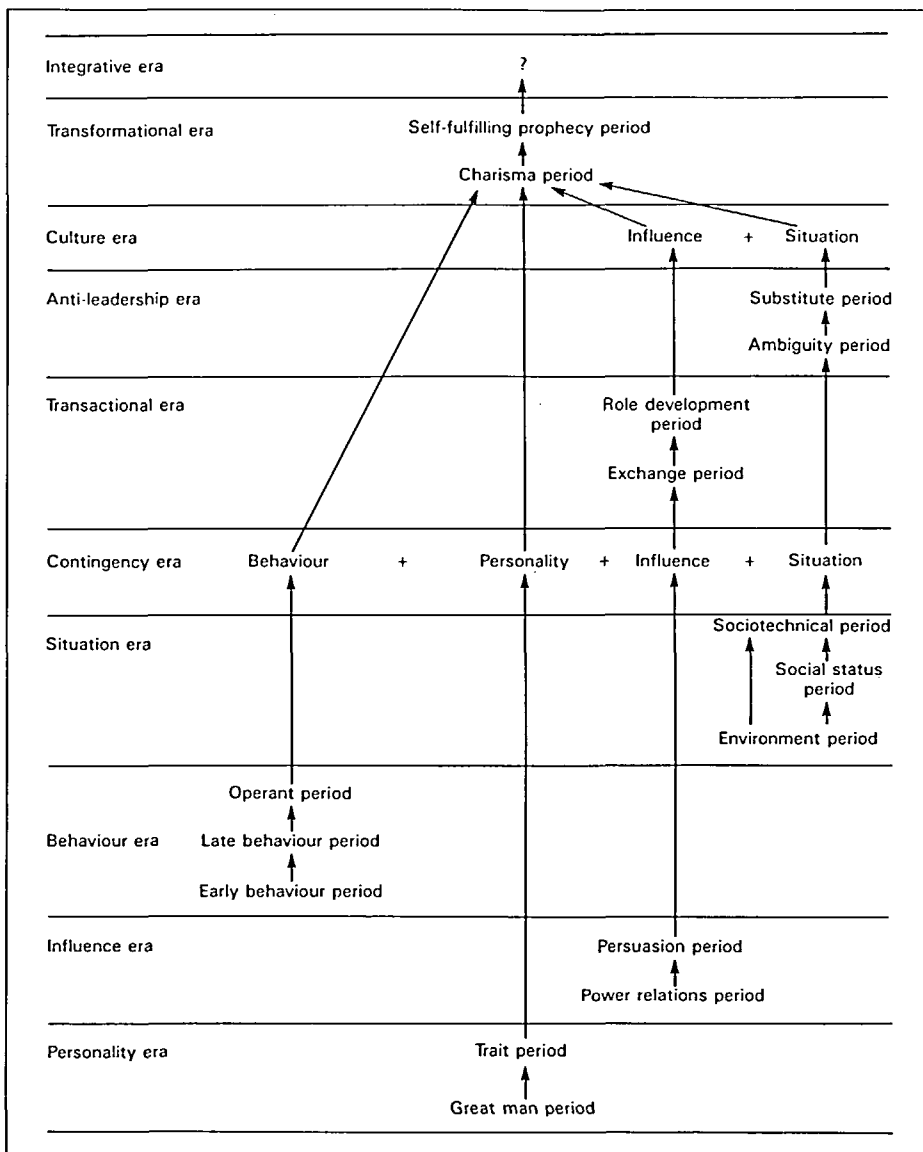 Integrative era ?
Transformational era Self-fulfilling prophecy period
Charisma period
Culture era Influence + Situation
Anti-leadership era Substitute period
Ambiguity period
Transactional era Role development
period
Exchange period
Contingency era Behaviour + Personality + Influence + Situation
Sociotechnical period
Situation era
Social status
period
Environment period
Operant period
Behaviour era Late behaviour period
Early behaviour period
Influence era Persuasion period
Power relations period
Personality era Trait period
Great man period